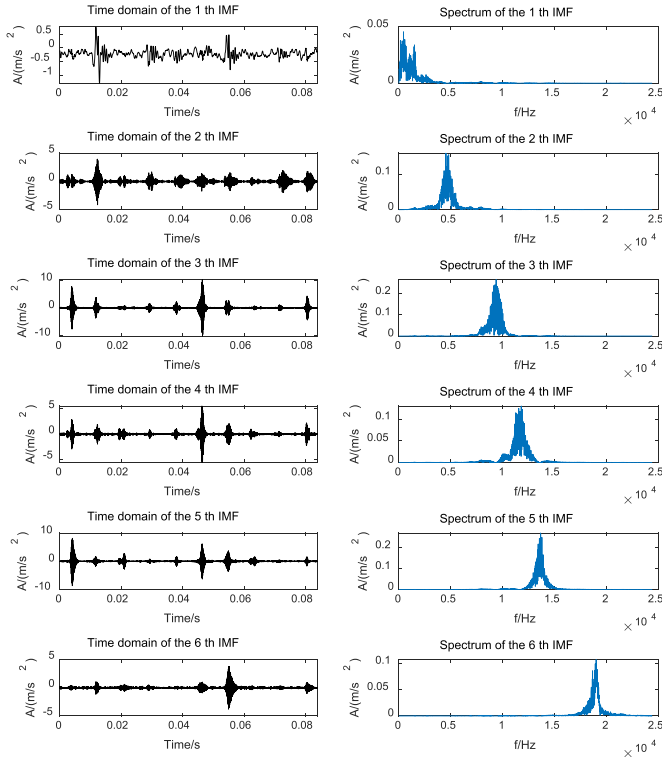 Time domain of the 1 th IMF
Spectrum of the 1 th IMF
A/(m/s 2 )
0.5
0
-0.5
-1
0 0.02 0.04 0.06 0.08
Time/s
A/(m/s 2 )
0.05
0
0 0.5 1 1.5 2 2.5
f/Hz
× 10 4
Time domain of the 2 th IMF
Spectrum of the 2 th IMF
A/(m/s 2 )
5
0
-5
0 0.02 0.04 0.06 0.08
Time/s
A/(m/s 2 )
0.1
0
0 0.5 1 1.5 2 2.5
f/Hz
× 10 4
Time domain of the 3 th IMF
Spectrum of the 3 th IMF
A/(m/s 2 )
10
0
-10
0 0.02 0.04 0.06 0.08
Time/s
A/(m/s 2 )
0.2
0.1
0
0 0.5 1 1.5 2 2.5
f/Hz
× 10 4
Time domain of the 4 th IMF
Spectrum of the 4 th IMF
A/(m/s 2 )
5
0
-5
0 0.02 0.04 0.06 0.08
Time/s
A/(m/s 2 )
0.1
0.05
0
0 0.5 1 1.5 2 2.5
f/Hz
× 10 4
Time domain of the 5 th IMF
Spectrum of the 5 th IMF
A/(m/s 2 )
10
0
-10
0 0.02 0.04 0.06 0.08
Time/s
A/(m/s 2 )
0.2
0.1
0
0 0.5 1 1.5 2 2.5
f/Hz
× 10 4
Time domain of the 6 th IMF
Spectrum of the 6 th IMF
A/(m/s 2 )
5
0
-5
0 0.02 0.04 0.06 0.08
Time/s
A/(m/s 2 )
0.1
0.05
0
0 0.5 1 1.5 2 2.5
f/Hz
× 10 4